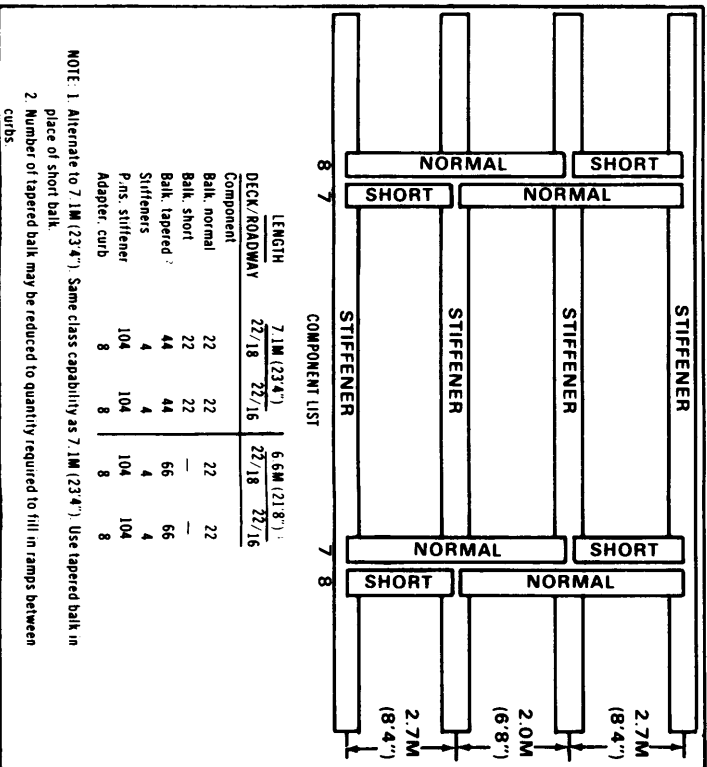 NORMAL SHORT
8
SHORT NORMAL
7
STIFFENER STIFFENER STIFFENER STIFFENER
NORMAL SHORT
7
SHORT NORMAL
8
2.7M
(8'4")
2.0M
(6'8")
2.7M
(8'4")
COMPONENT LIST
LENGTH 7.1M (23'4") 6.6M (21'8")
DECK/ROADWAY 22/18 22/16 22/18 22/16
Component
Balk, normal 22 22 22 22
Balk, short 22 22 — —
Balk, tapered 2 44 44 66 66
Stiffeners 4 4 4 4
P.ns, stiffener 104 104 104 104
Adapter, curb 8 8 8 8
NOTE: 1. Alternate to 7.1M (23'4"). Same class capability as 7.1M (23'4"). Use tapered balk in
place of short balk.
2. Number of tapered balk may be reduced to quantity required to fill in ramps between
curbs.